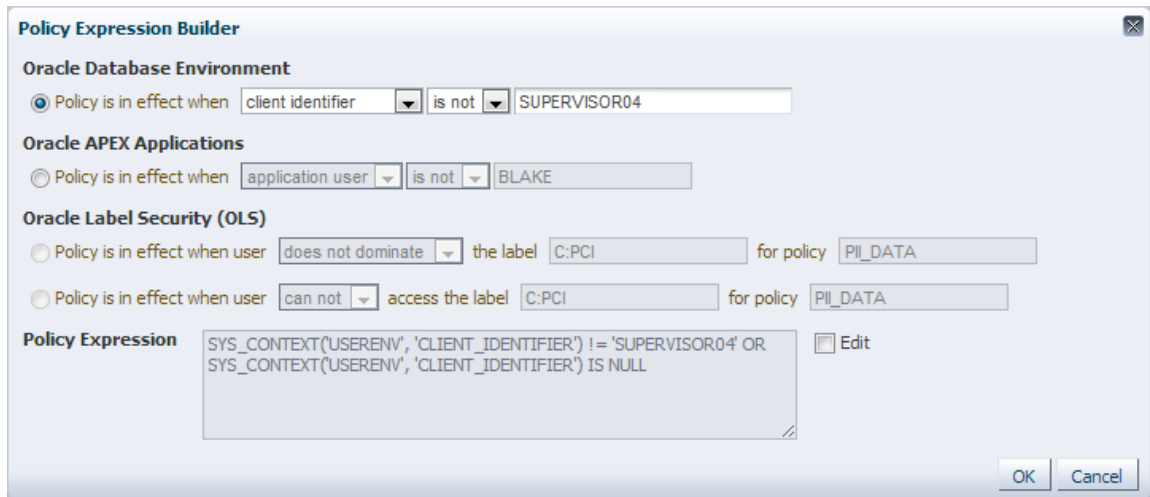 Policy Expression Builder
Oracle Database Environment
Policy is in effect when client identifier is not SUPERVISOR04
Oracle APEX Applications
Policy is in effect when application user is not BLAKE
Oracle Label Security (OLS)
Policy is in effect when user does not dominate the label C:PCI for policy PII_DATA
Policy is in effect when user can not access the label C:PCI for policy PII_DATA
Policy Expression SYS_CONTEXT('USERENV', 'CLIENT_IDENTIFIER') != 'SUPERVISOR04' OR Edit
SYS_CONTEXT('USERENV', 'CLIENT_IDENTIFIER') IS NULL
OK Cancel